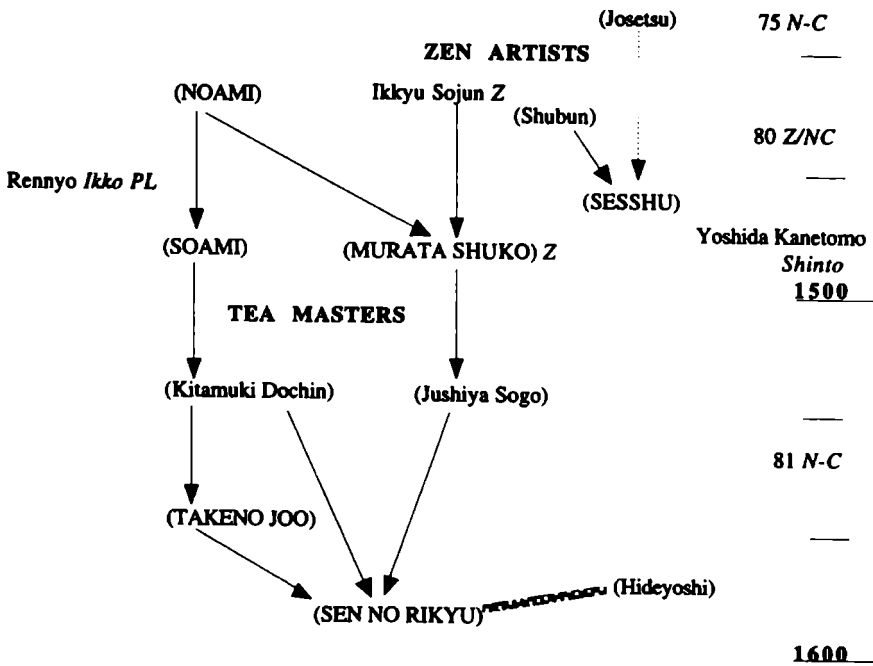 (Josetsu)
75 N-C
ZEN ARTISTS
(NOAMI)
Ikkyu Sojun Z
(Shubun)
80 Z/NC
Rennyo Ikko PL
(SESSHU)
(SOAMI)
(MURATA SHUKO) Z
Yoshida Kanetomo
Shinto
1500
TEA MASTERS
(Kitamuki Dochin)
(Jushiya Sogo)
81 N-C
(TAKENO JOO)
(Hideyoshi)
(SEN NO RIKYU)
1600